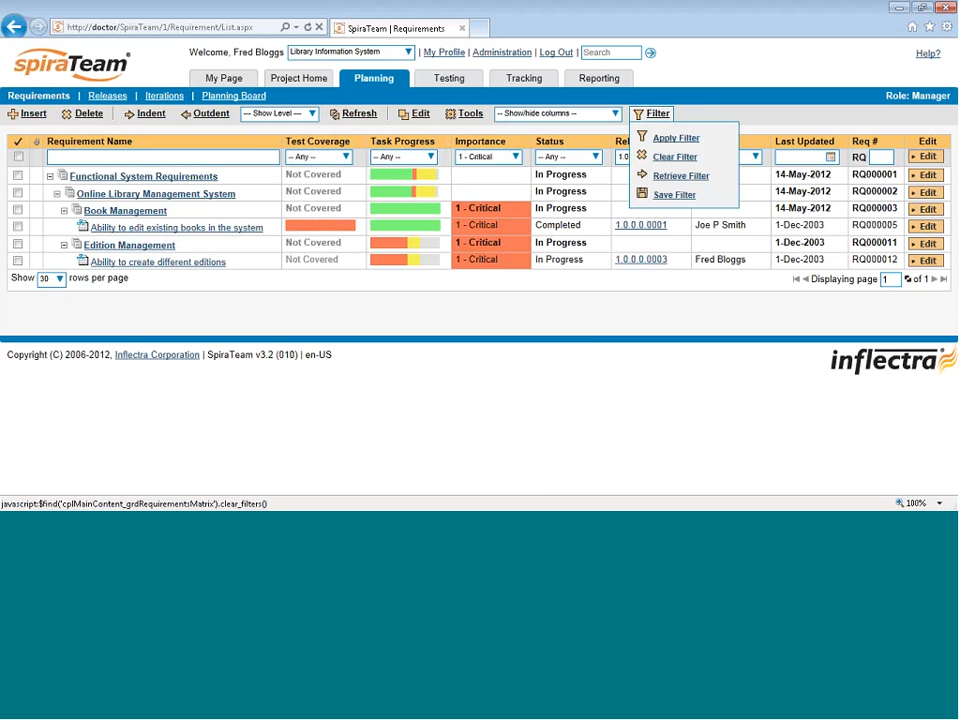 http://doctor/SpiraTeam/1/Requirement/List.aspx
SpiraTeam | Requirements
spiraTeam®
Welcome, Fred Bloggs Library Information System | My Profile | Administration | Log Out | Search
Help?
My Page Project Home Planning Testing Tracking Reporting
Requirements | Releases | Iterations | Planning Board Role: Manager
Insert Delete Indent Outdent --- Show Level --- Refresh Edit Tools -- Show/hide columns -- Filter
Apply Filter
Clear Filter
Retrieve Filter
Save Filter
Requirement Name Test Coverage Task Progress Importance Status Last Updated Req # Edit
-- Any -- -- Any -- 1 - Critical -- Any -- 1.0 RQ Edit
Functional System Requirements Not Covered In Progress 14-May-2012 RQ000001 Edit
Online Library Management System Not Covered In Progress 14-May-2012 RQ000002 Edit
Book Management Not Covered 1 - Critical In Progress 14-May-2012 RQ000003 Edit
Ability to edit existing books in the system 1 - Critical Completed 1.0.0.0.0001 Joe P Smith 1-Dec-2003 RQ000005 Edit
Edition Management Not Covered 1 - Critical In Progress 1-Dec-2003 RQ000011 Edit
Ability to create different editions Not Covered 1 - Critical In Progress 1.0.0.0.0003 Fred Bloggs 1-Dec-2003 RQ000012 Edit
Show 30 rows per page Displaying page 1 of 1
Copyright (C) 2006-2012, Inflectra Corporation | SpiraTeam v3.2 (010) | en-US
inflectra
javascript:$find('cplMainContent_grdRequirementsMatrix').clear_filters()
100%